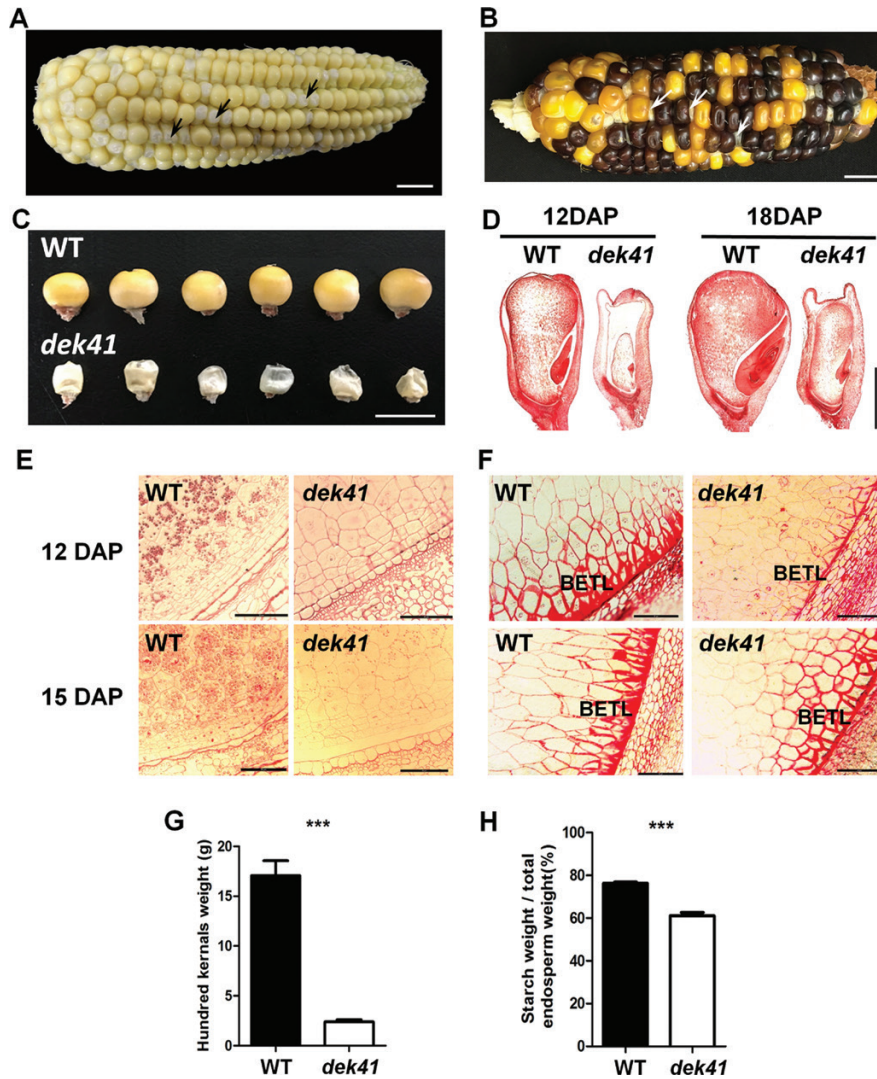 A
B
C
WT
dek41
D
12DAP
18DAP
WT
dek41
WT
dek41
E
WT
dek41
12 DAP
WT
dek41
15 DAP
F
WT
dek41
BETL
BETL
WT
dek41
BETL
BETL
G
***
Hundred kernals weight (g)
20
15
10
5
0
WT
dek41
H
***
Starch weight / total
endosperm weight(%)
100
80
60
40
20
0
WT
dek41